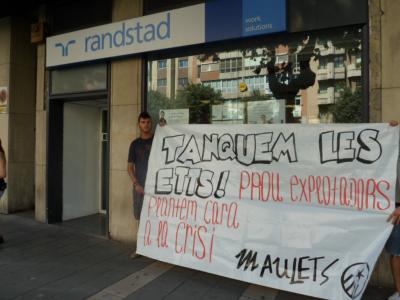 randstad
work
solutions
TANQUEM LES
ETTS! PROU explotadors
plantem cara
a la crisi
MAULETS